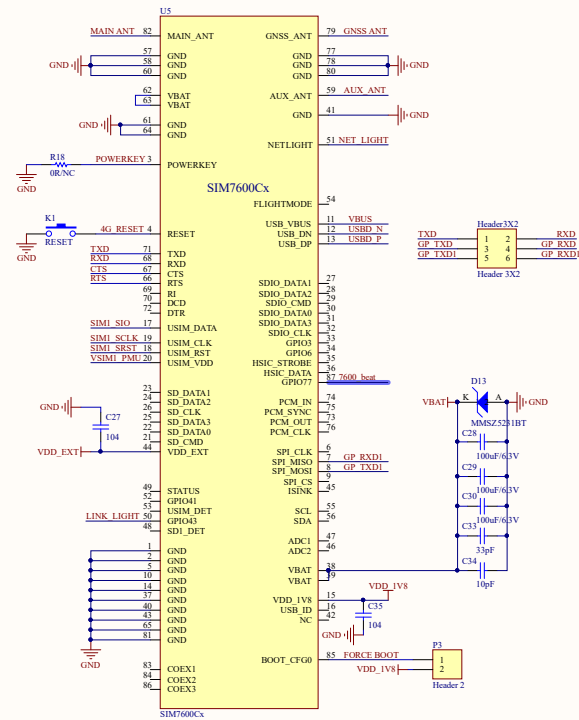 U5
MAIN ANT 82 MAIN_ANT
57 GND
58 GND
60 GND
GND
62 VBAT
63 VBAT
61 GND
64 GND
GND
R18
0R/NC
GND
POWERKEY 3 POWERKEY
SIM7600Cx
K1
RESET
GND
4G_RESET 4 RESET
TXD 71 TXD
RXD 68 RXD
CTS 67 CTS
RTS 66 RTS
69 RI
70 DCD
72 DTR
SIM1_SIO 17 USIM_DATA
SIM1_SCLK 19 USIM_CLK
SIM1_SRST 18 USIM_RST
VSIM1_PMU 20 USIM_VDD
23 SD_DATA1
24 SD_DATA2
26 SD_CLK
25 SD_DATA3
22 SD_DATA0
21 SD_CMD
44 VDD_EXT
GND
C27
104
VDD_EXT
49 STATUS
52 GPIO41
53 USIM_DET
LINK_LIGHT 50 GPIO43
48 SD1_DET
1 GND
2 GND
5 GND
10 GND
14 GND
37 GND
40 GND
43 GND
65 GND
81 GND
GND
83 COEX1
84 COEX2
86 COEX3
SIM7600Cx
GNSS_ANT 79 GNSS ANT
GND 77
GND 78
GND 80
GND
AUX_ANT 59 AUX_ANT
GND 41
GND
NETLIGHT 51 NET_LIGHT
FLIGHTMODE 54
USB_VBUS 11 VBUS
USB_DN 12 USBD_N
USB_DP 13 USBD_P
SDIO_DATA1 27
SDIO_DATA2 28
SDIO_CMD 29
SDIO_DATA0 30
SDIO_DATA3 31
SDIO_CLK 32
GPIO3 33
GPIO6 34
HSIC_STROBE 35
HSIC_DATA 36
GPIO77 87 7600_beat
PCM_IN 74
PCM_SYNC 75
PCM_OUT 73
PCM_CLK 76
SPI_CLK 6
SPI_MISO 7 GP_RXD1
SPI_MOSI 8 GP_TXD1
SPI_CS 9
ISINK 45
SCL 55
SDA 56
ADC1 47
ADC2 46
VBAT 38
VBAT 39
VDD_1V8 15
USB_ID 16
NC 42
VDD_1V8
C35
104
GND
BOOT_CFG0 85 FORCE BOOT
VDD_1V8
P3
1
2
Header 2
Header3X2
TXD 1 2 RXD
GP_TXD 3 4 GP_RXD
GP_TXD1 5 6 GP_RXD1
Header 3X2
D13
VBAT K A GND
MMSZ5231BT
C28
100uF/6.3V
C29
100uF/6.3V
C30
100uF/6.3V
C33
33pF
C34
10pF